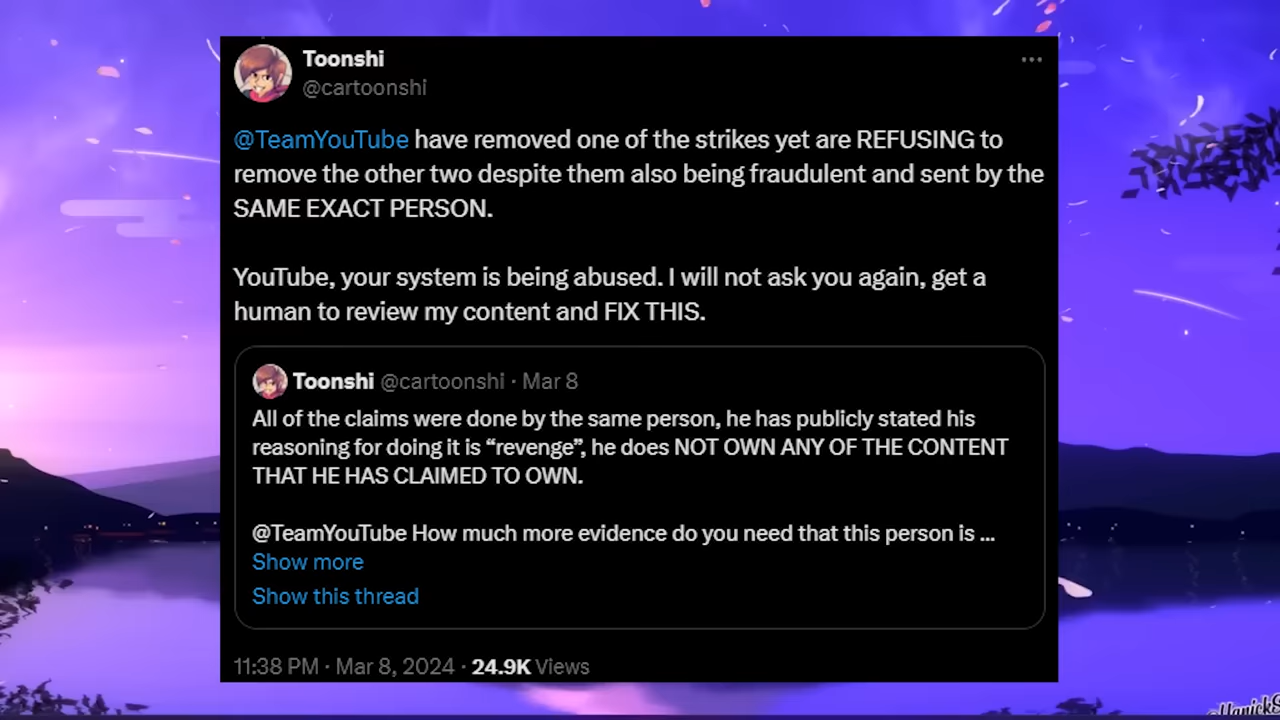 Toonshi
@cartoonshi
@TeamYouTube have removed one of the strikes yet are REFUSING to
remove the other two despite them also being fraudulent and sent by the
SAME EXACT PERSON.
YouTube, your system is being abused. I will not ask you again, get a
human to review my content and FIX THIS.
Toonshi @cartoonshi · Mar 8
All of the claims were done by the same person, he has publicly stated his
reasoning for doing it is “revenge”, he does NOT OWN ANY OF THE CONTENT
THAT HE HAS CLAIMED TO OWN.
@TeamYouTube How much more evidence do you need that this person is ...
Show more
Show this thread
11:38 PM · Mar 8, 2024 · 24.9K Views